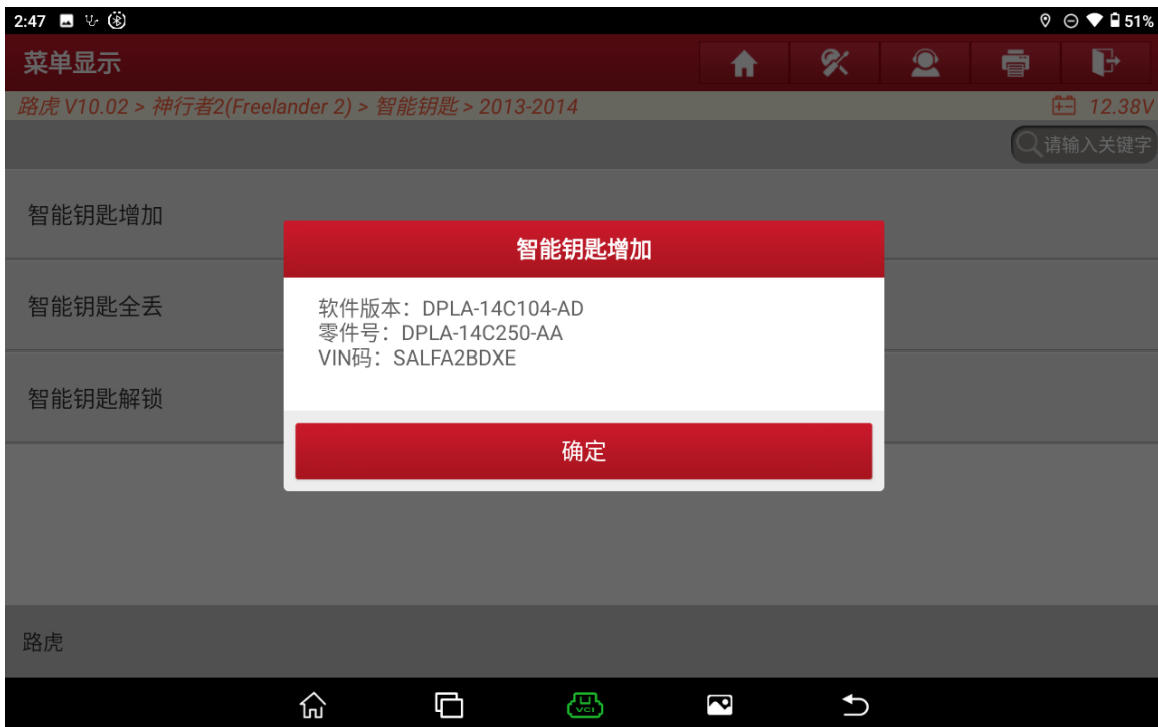 2:47
51%
菜单显示
路虎 V10.02 > 神行者2(Freelander 2) > 智能钥匙 > 2013-2014
12.38V
请输入关键字
智能钥匙增加
智能钥匙全丢
智能钥匙解锁
智能钥匙增加
软件版本：DPLA-14C104-AD
零件号：DPLA-14C250-AA
VIN码：SALFA2BDXE
确定
路虎
VCI